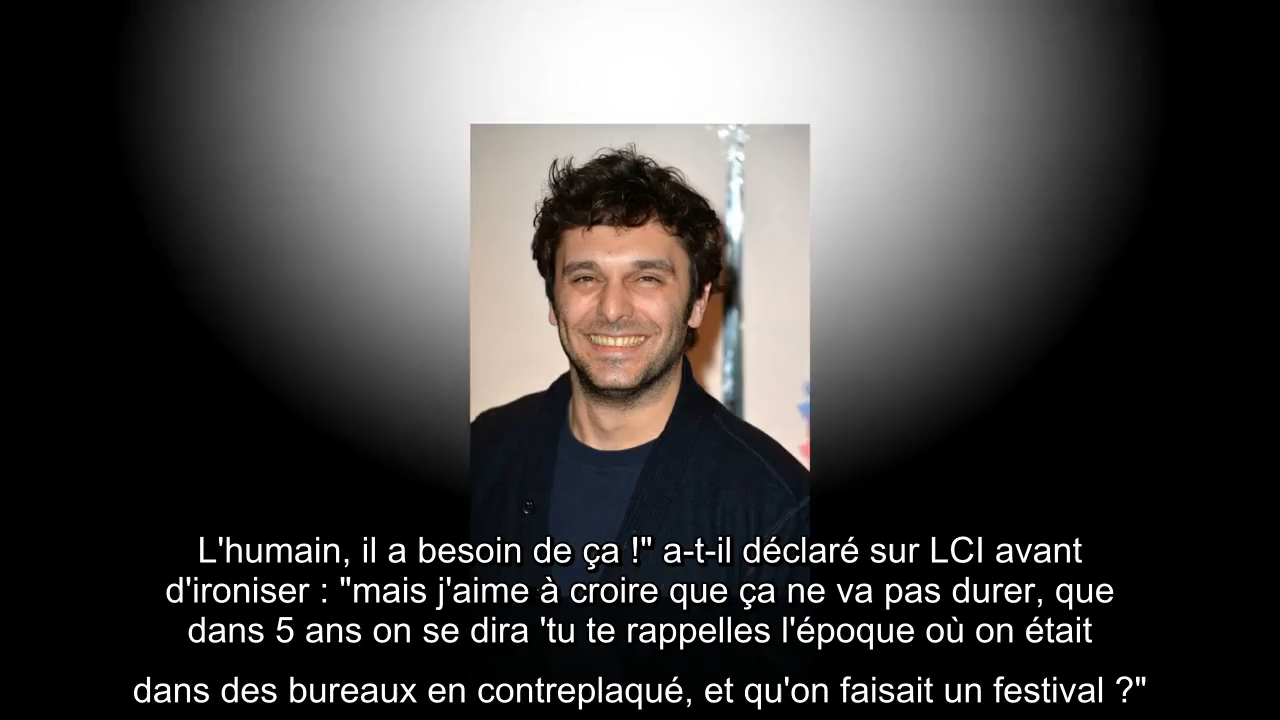 L'humain, il a besoin de ça !" a-t-il déclaré sur LCI avant
d'ironiser : "mais j'aime à croire que ça ne va pas durer, que
dans 5 ans on se dira 'tu te rappelles l'époque où on était
dans des bureaux en contreplaqué, et qu'on faisait un festival ?"